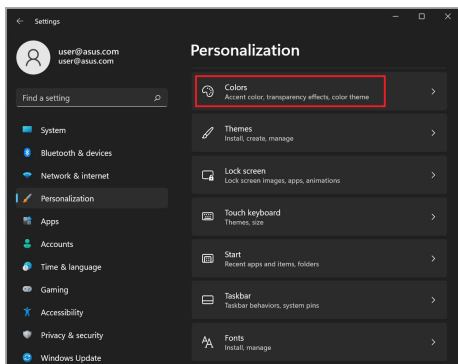 Settings
user@asus.com
user@asus.com
Find a setting
System
Bluetooth & devices
Network & internet
Personalization
Apps
Accounts
Time & language
Gaming
Accessibility
Privacy & security
Windows Update
Personalization
Colors
Accent color, transparency effects, color theme
Themes
Install, create, manage
Lock screen
Lock screen images, apps, animations
Touch keyboard
Themes, size
Start
Recent apps and items, folders
Taskbar
Taskbar behaviors, system pins
Fonts
Install, manage